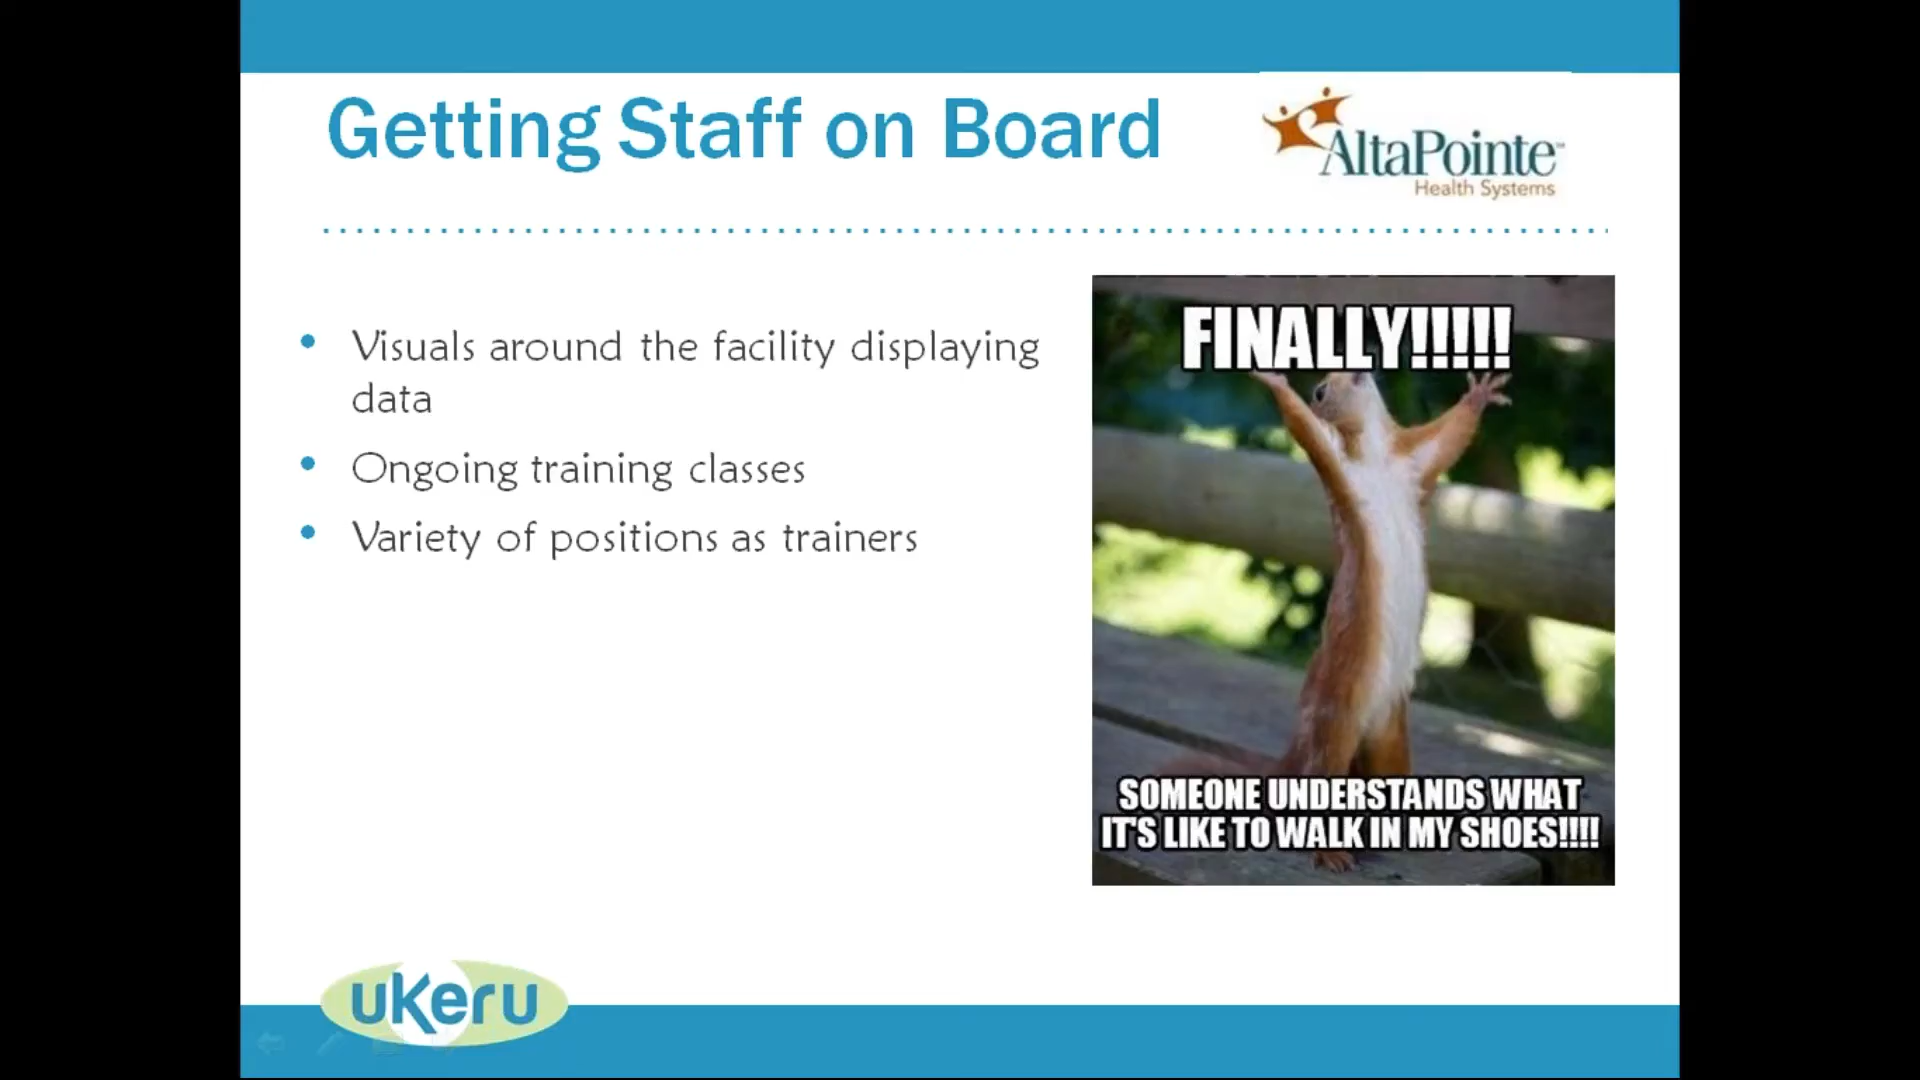 Getting Staff on Board
AltaPointe™
Health Systems
• Visuals around the facility displaying
data
• Ongoing training classes
• Variety of positions as trainers
FINALLY!!!!!
SOMEONE UNDERSTANDS WHAT
IT'S LIKE TO WALK IN MY SHOES!!!!
uKeru